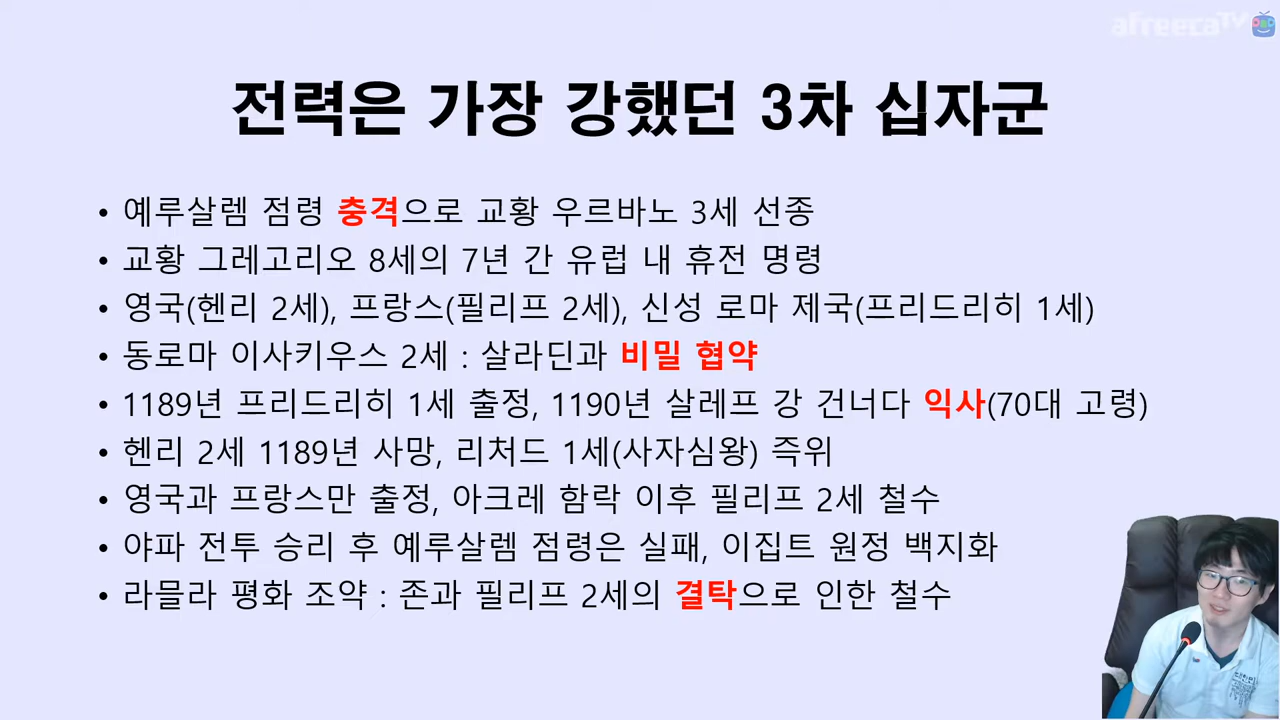 afreecaTV
전력은 가장 강했던 3차 십자군
• 예루살렘 점령 충격으로 교황 우르바노 3세 선종
• 교황 그레고리오 8세의 7년 간 유럽 내 휴전 명령
• 영국(헨리 2세), 프랑스(필리프 2세), 신성 로마 제국(프리드리히 1세)
• 동로마 이사키우스 2세 : 살라딘과 비밀 협약
• 1189년 프리드리히 1세 출정, 1190년 살레프 강 건너다 익사(70대 고령)
• 헨리 2세 1189년 사망, 리처드 1세(사자심왕) 즉위
• 영국과 프랑스만 출정, 아크레 함락 이후 필리프 2세 철수
• 야파 전투 승리 후 예루살렘 점령은 실패, 이집트 원정 백지화
• 라믈라 평화 조약 : 존과 필리프 2세의 결탁으로 인한 철수